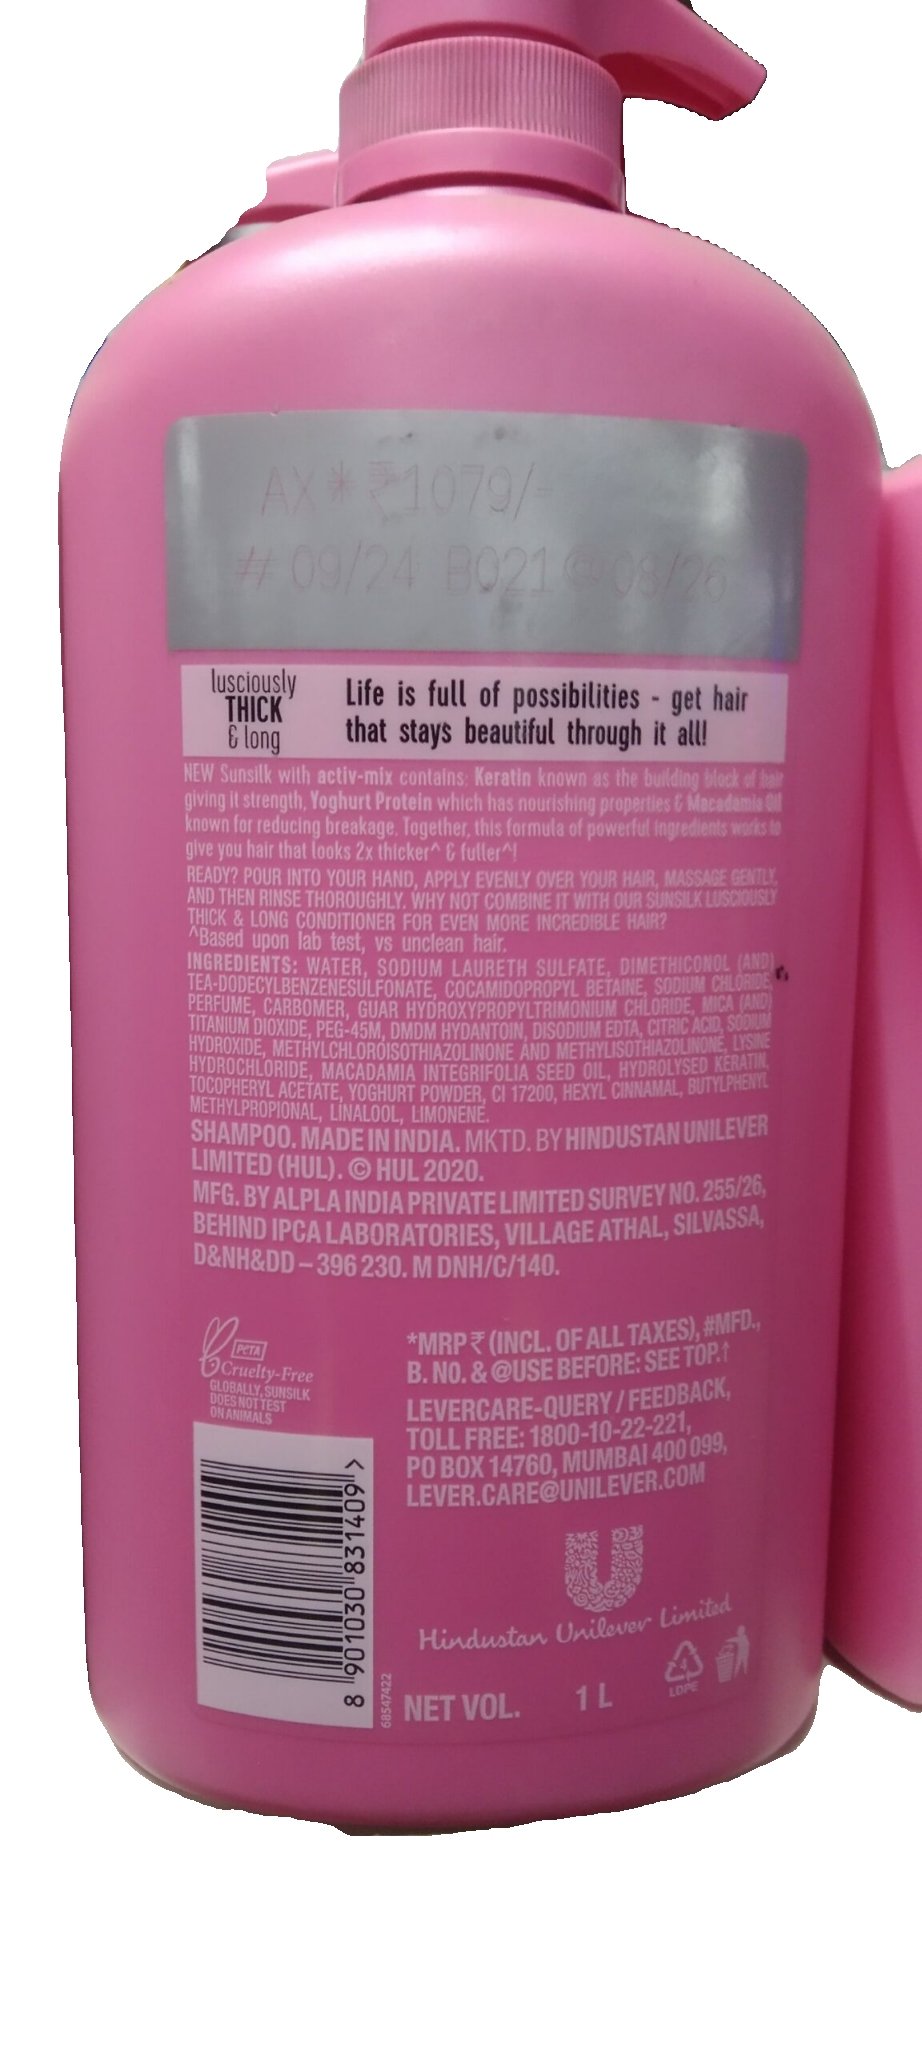 AX * ₹1079/-
# 09/24 B021 @ 08/26
lusciously
THICK
& long
Life is full of possibilities - get hair
that stays beautiful through it all!
NEW Sunsilk with activ-mix contains: Keratin known as the building block of hair
giving it strength, Yoghurt Protein which has nourishing properties & Macadamia Oil
known for reducing breakage. Together, this formula of powerful ingredients works to
give you hair that looks 2x thicker^ & fuller^!
READY? POUR INTO YOUR HAND, APPLY EVENLY OVER YOUR HAIR, MASSAGE GENTLY,
AND THEN RINSE THOROUGHLY. WHY NOT COMBINE IT WITH OUR SUNSILK LUSCIOUSLY
THICK & LONG CONDITIONER FOR EVEN MORE INCREDIBLE HAIR?
^Based upon lab test, vs unclean hair.
INGREDIENTS: WATER, SODIUM LAURETH SULFATE, DIMETHICONOL (AND)
TEA-DODECYLBENZENESULFONATE, COCAMIDOPROPYL BETAINE, SODIUM CHLORIDE,
PERFUME, CARBOMER, GUAR HYDROXYPROPYLTRIMONIUM CHLORIDE, MICA (AND)
TITANIUM DIOXIDE, PEG-45M, DMDM HYDANTOIN, DISODIUM EDTA, CITRIC ACID, SODIUM
HYDROXIDE, METHYLCHLOROISOTHIAZOLINONE AND METHYLISOTHIAZOLINONE, LYSINE
HYDROCHLORIDE, MACADAMIA INTEGRIFOLIA SEED OIL, HYDROLYSED KERATIN,
TOCOPHERYL ACETATE, YOGHURT POWDER, CI 17200, HEXYL CINNAMAL, BUTYLPHENYL
METHYLPROPIONAL, LINALOOL, LIMONENE.
SHAMPOO. MADE IN INDIA. MKTD. BY HINDUSTAN UNILEVER
LIMITED (HUL). © HUL 2020.
MFG. BY ALPLA INDIA PRIVATE LIMITED SURVEY NO. 255/26,
BEHIND IPCA LABORATORIES, VILLAGE ATHAL, SILVASSA,
D&NH&DD – 396 230. M DNH/C/140.
PeTA
Cruelty-Free
GLOBALLY, SUNSILK
DOES NOT TEST
ON ANIMALS
*MRP ₹ (INCL. OF ALL TAXES), #MFD.,
B. NO. & @USE BEFORE: SEE TOP.↑
LEVERCARE-QUERY / FEEDBACK,
TOLL FREE: 1800-10-22-221,
PO BOX 14760, MUMBAI 400 099,
LEVER.CARE@UNILEVER.COM
8 901030 831409 >
68547422
Hindustan Unilever Limited
4
LDPE
NET VOL. 1 L